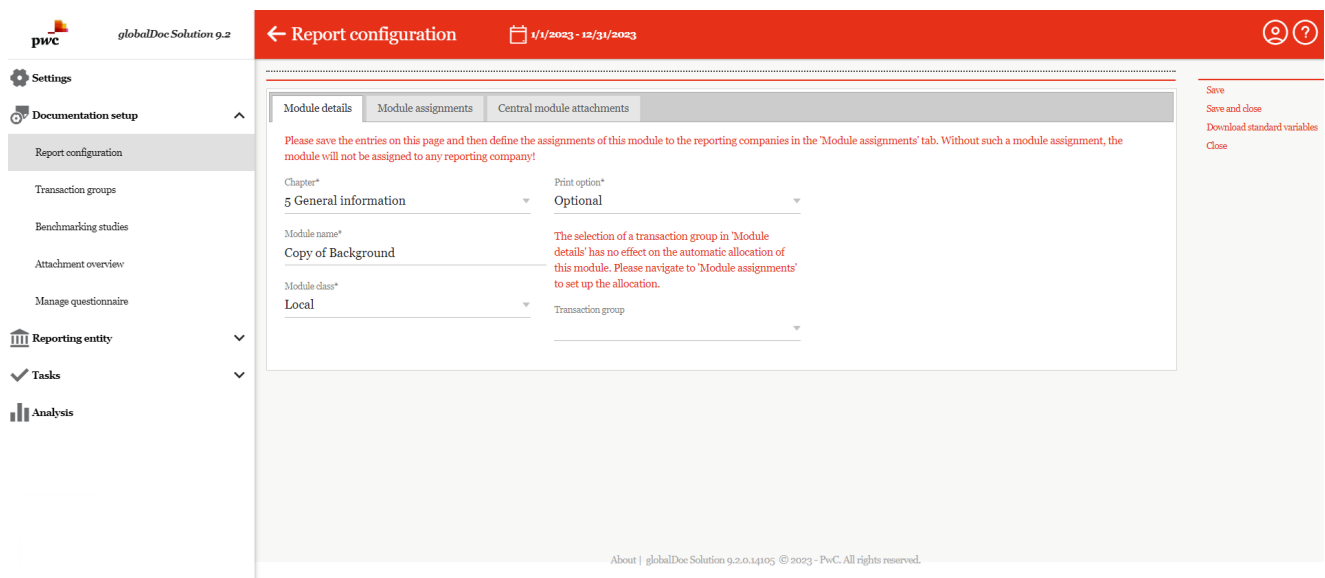 pwc
globalDoc Solution 9.2
Report configuration
1/1/2023 - 12/31/2023
?
Settings
Documentation setup
Report configuration
Transaction groups
Benchmarking studies
Attachment overview
Manage questionnaire
Reporting entity
Tasks
Analysis
Module details
Module assignments
Central module attachments
Please save the entries on this page and then define the assignments of this module to the reporting companies in the 'Module assignments' tab. Without such a module assignment, the
module will not be assigned to any reporting company!
Chapter*
5 General information
Module name*
Copy of Background
Module class*
Local
Print option*
Optional
The selection of a transaction group in 'Module
details' has no effect on the automatic allocation of
this module. Please navigate to 'Module assignments'
to set up the allocation.
Transaction group
Save
Save and close
Download standard variables
Close
About | globalDoc Solution 9.2.0.14105 © 2023 - PwC. All rights reserved.